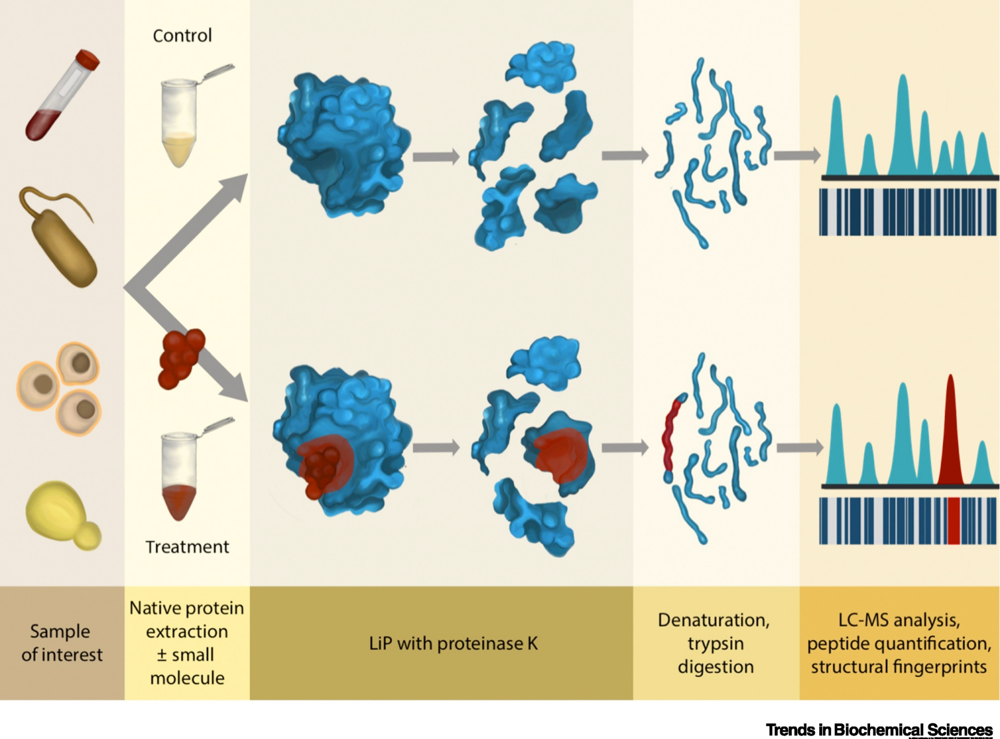 Control
Treatment
Sample
of interest
Native protein
extraction
± small
molecule
LiP with proteinase K
Denaturation,
trypsin
digestion
LC-MS analysis,
peptide quantification,
structural fingerprints
Trends in Biochemical Sciences